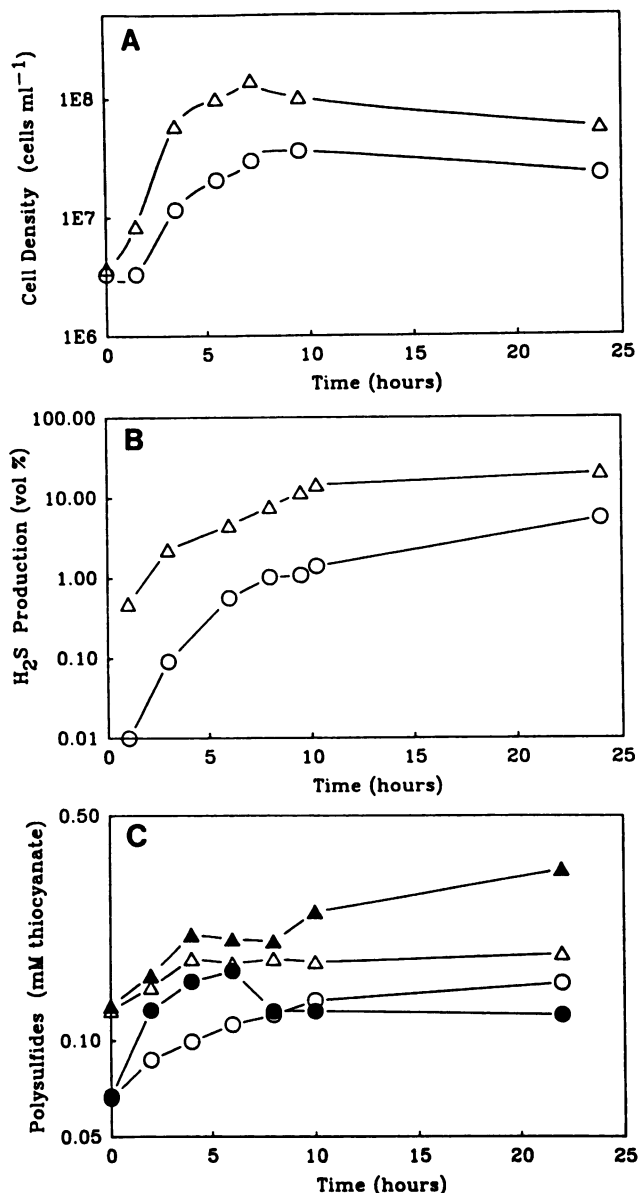 A
Cell Density (cells ml⁻¹)
1E8
1E7
1E6
0 5 10 15 20 25
Time (hours)
B
H₂S Production (vol %)
100.00
10.00
1.00
0.10
0.01
0 5 10 15 20 25
Time (hours)
C
Polysulfides (mM thiocyanate)
0.50
0.10
0.05
0 5 10 15 20 25
Time (hours)